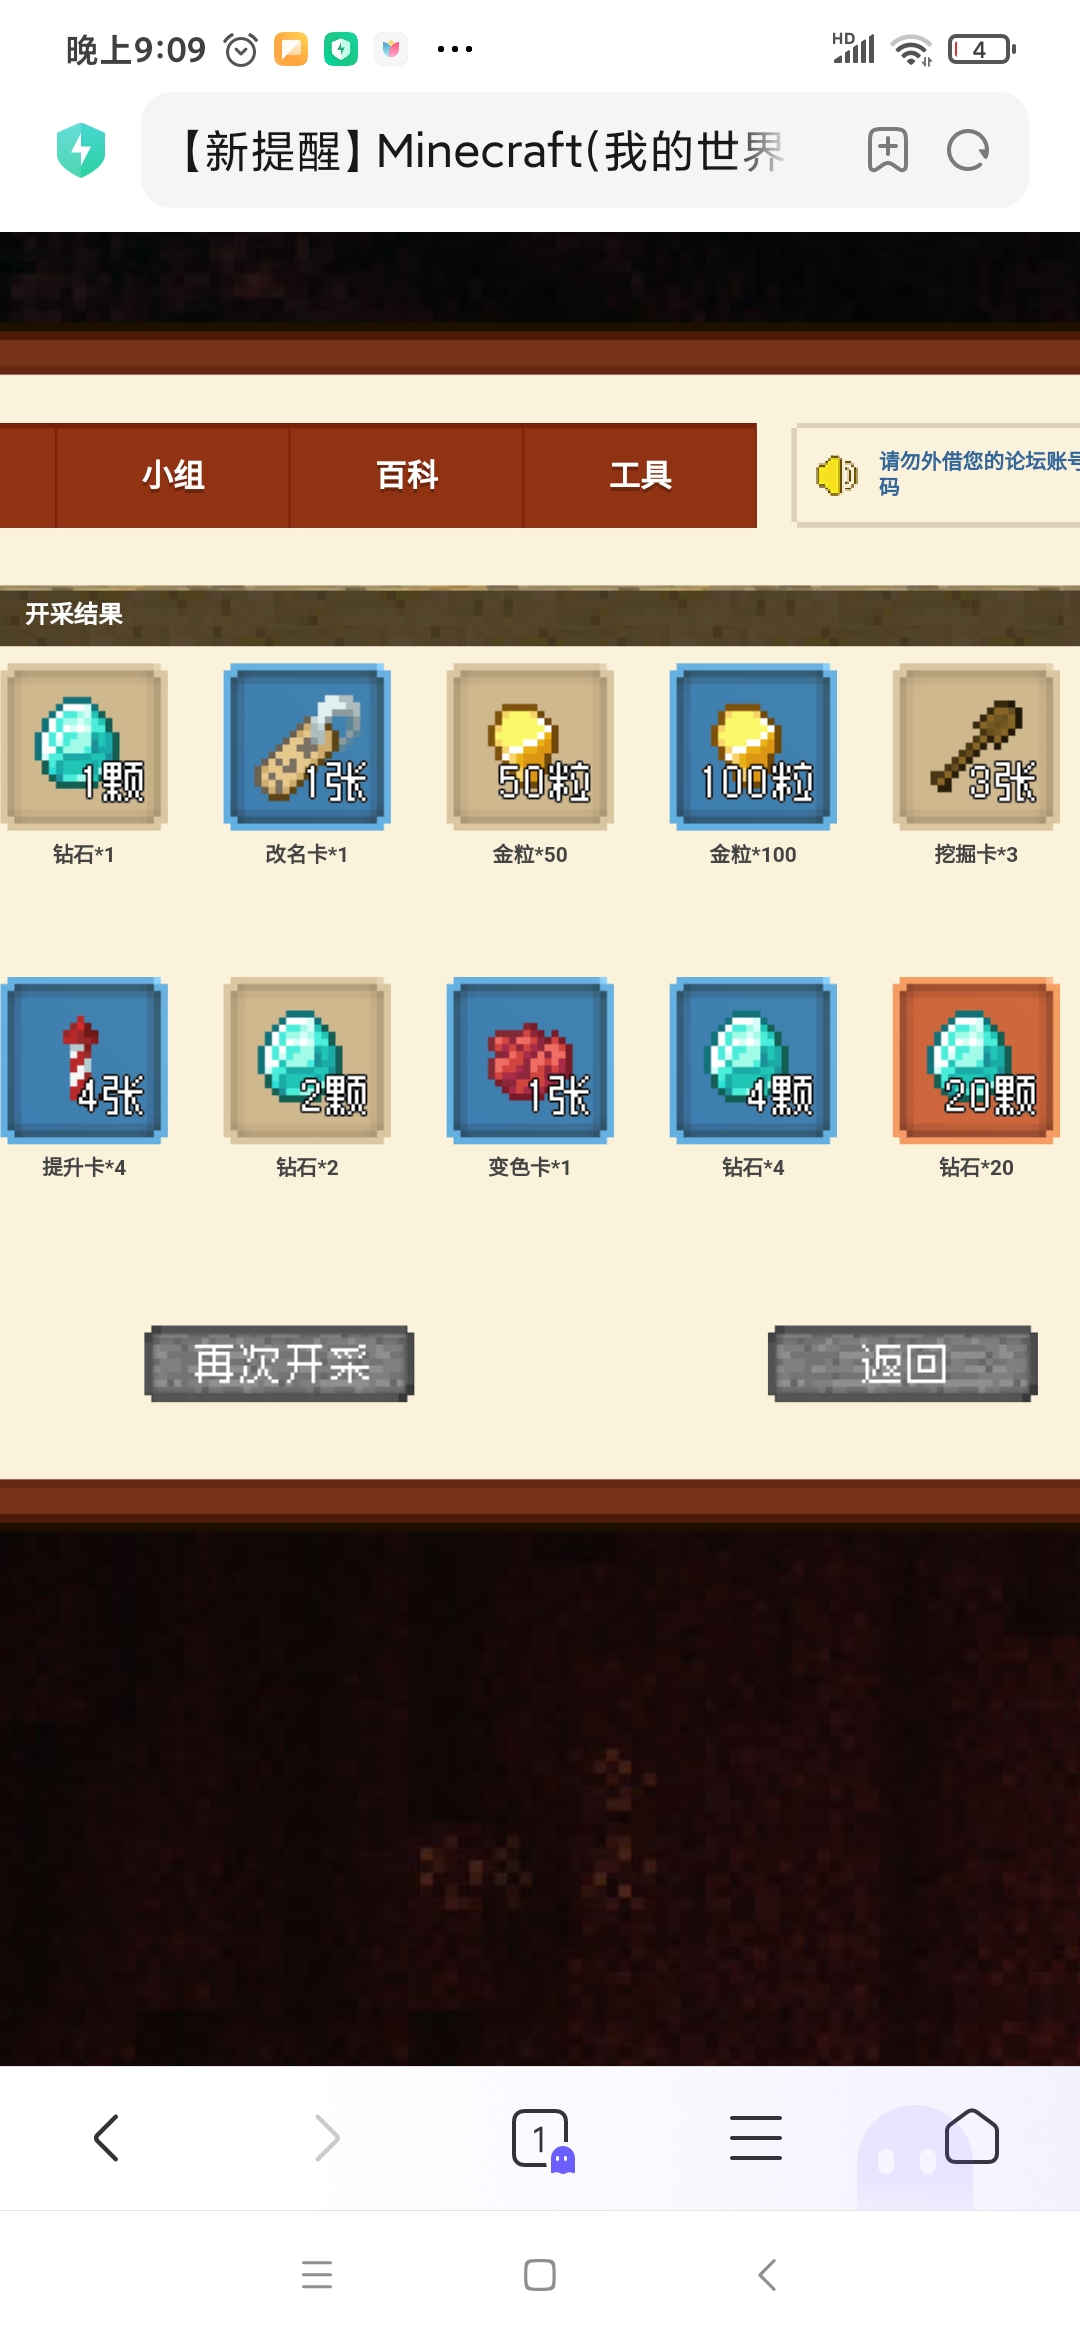 晚上9:09
HD
4
【新提醒】Minecraft(我的世界
小组
百科
工具
请勿外借您的论坛账号
码
开采结果
1颗
1张
50粒
100粒
3张
钻石*1
改名卡*1
金粒*50
金粒*100
挖掘卡*3
4张
2颗
1张
4颗
20颗
提升卡*4
钻石*2
变色卡*1
钻石*4
钻石*20
再次开采
返回
1